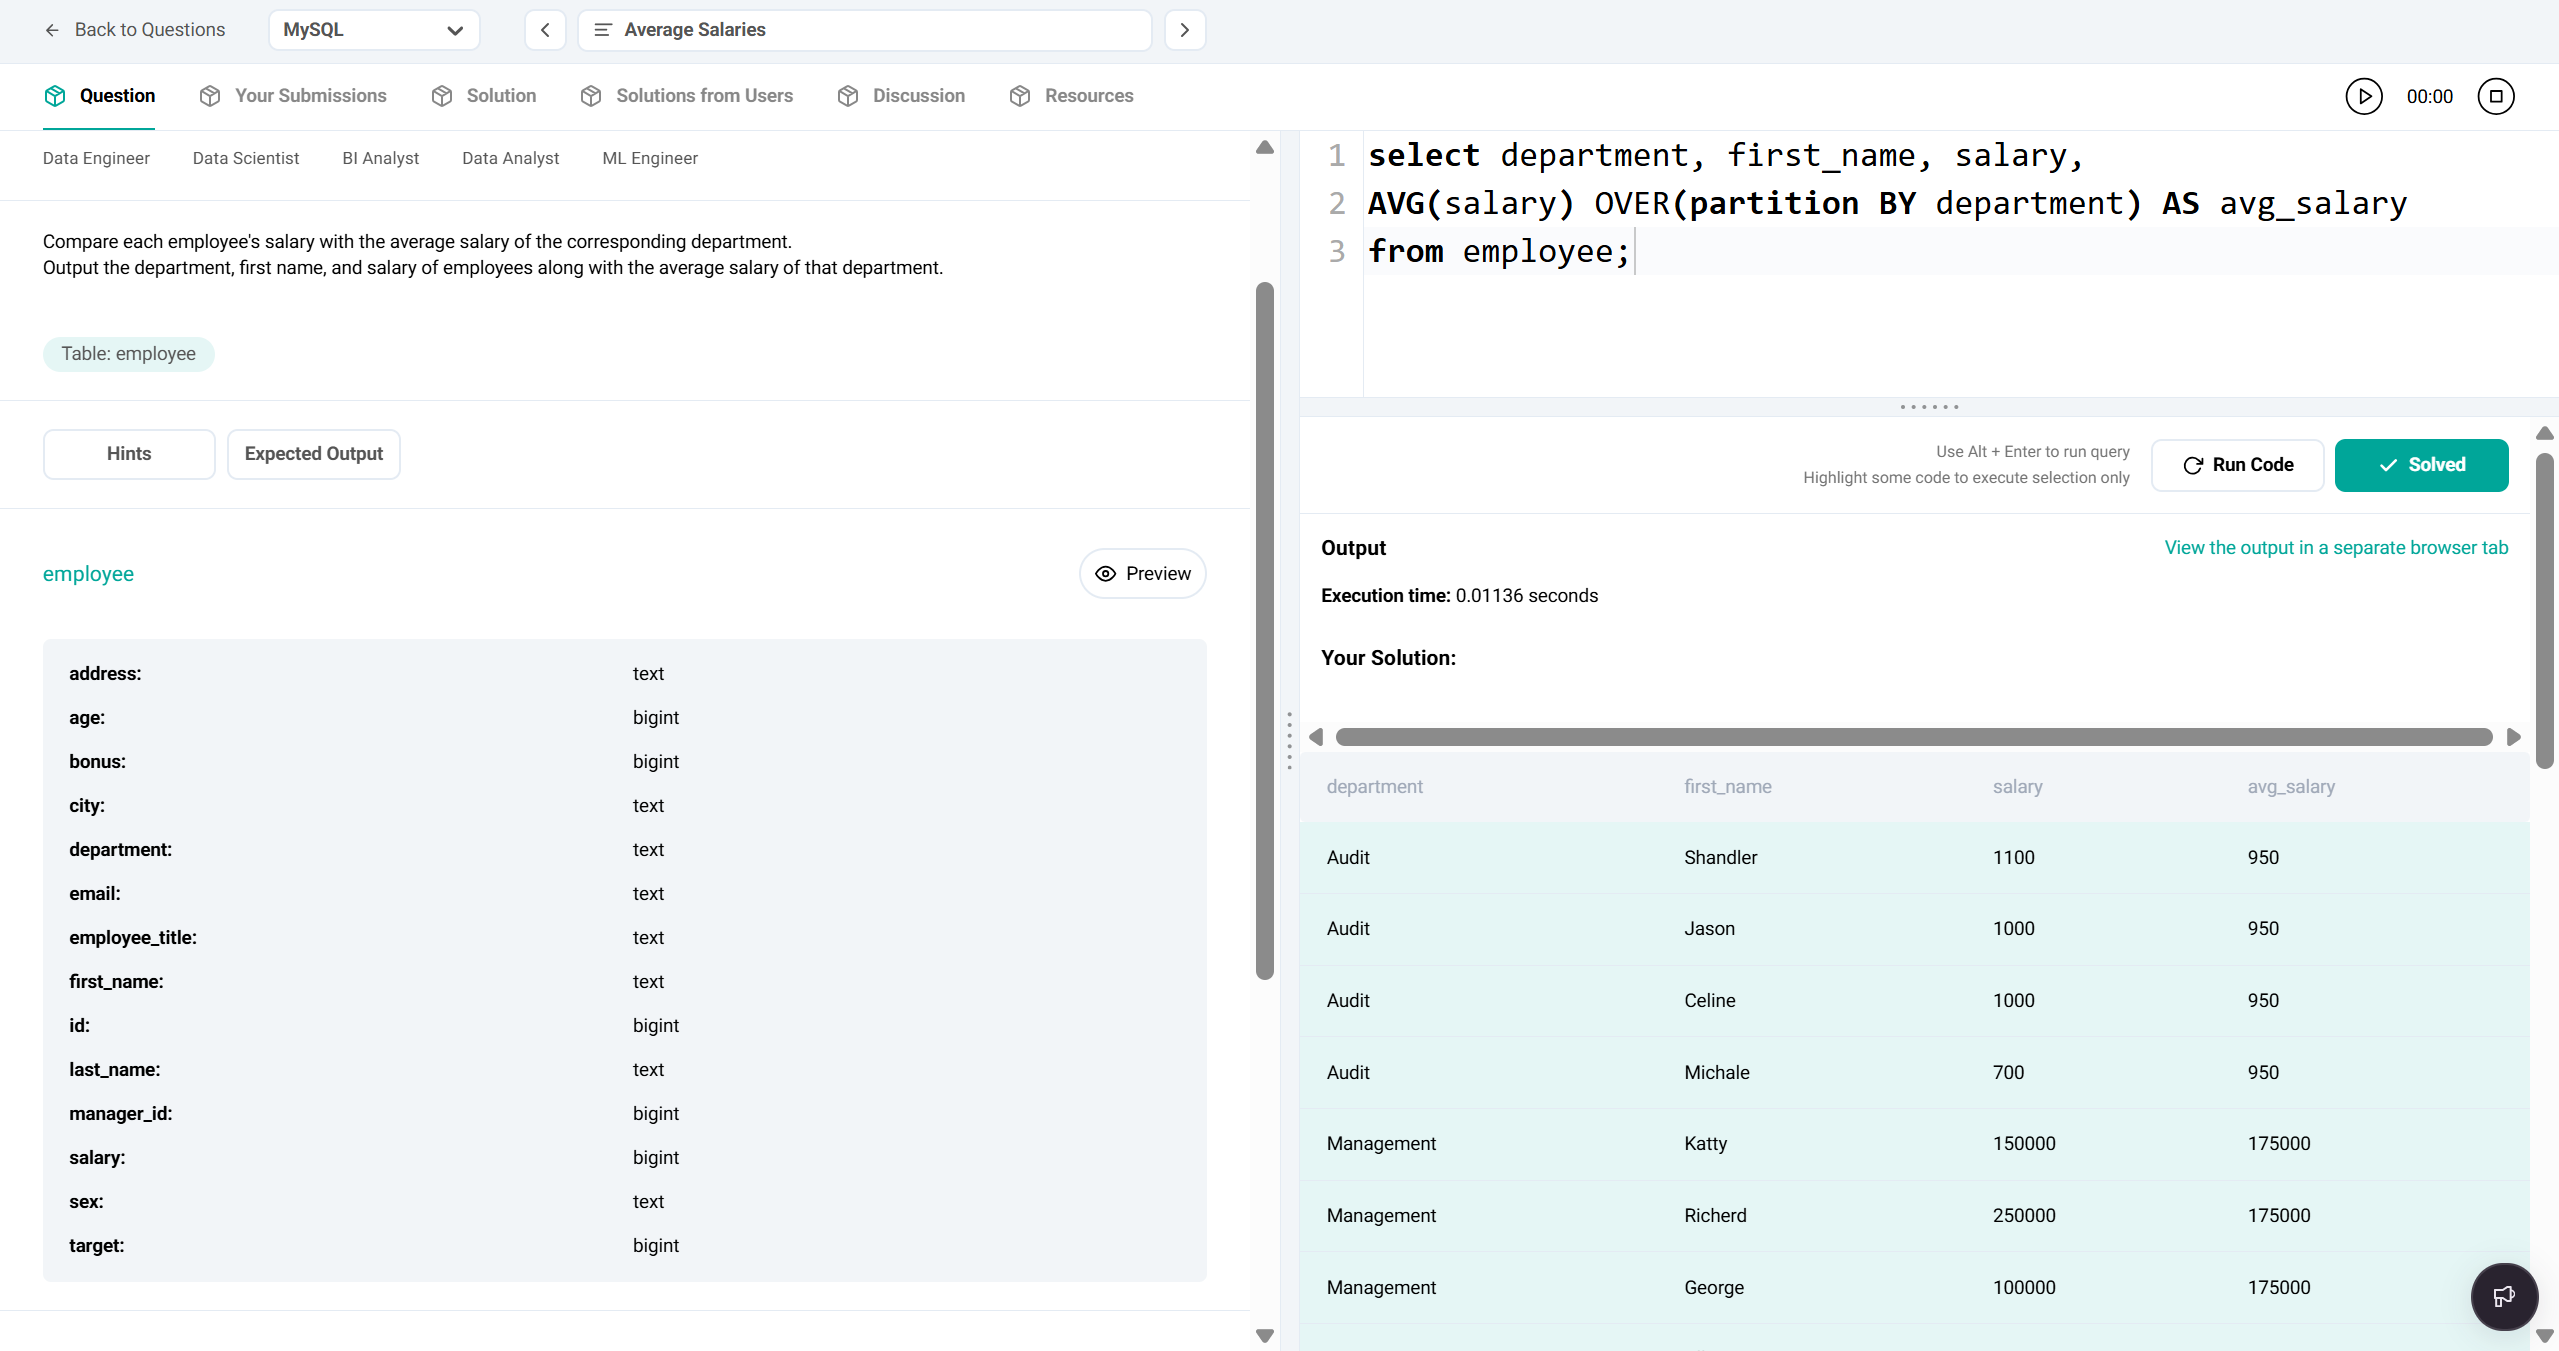 Back to Questions
MySQL
Average Salaries
Question
Your Submissions
Solution
Solutions from Users
Discussion
Resources
00:00
Data Engineer
Data Scientist
BI Analyst
Data Analyst
ML Engineer
Compare each employee's salary with the average salary of the corresponding department.
Output the department, first name, and salary of employees along with the average salary of that department.
Table: employee
Hints
Expected Output
employee
Preview
address: text
age: bigint
bonus: bigint
city: text
department: text
email: text
employee_title: text
first_name: text
id: bigint
last_name: text
manager_id: bigint
salary: bigint
sex: text
target: bigint
1 select department, first_name, salary,
2 AVG(salary) OVER(partition BY department) AS avg_salary
3 from employee;
Use Alt + Enter to run query
Highlight some code to execute selection only
Run Code
Solved
Output
View the output in a separate browser tab
Execution time: 0.01136 seconds
Your Solution:
department first_name salary avg_salary
Audit Shandler 1100 950
Audit Jason 1000 950
Audit Celine 1000 950
Audit Michale 700 950
Management Katty 150000 175000
Management Richerd 250000 175000
Management George 100000 175000